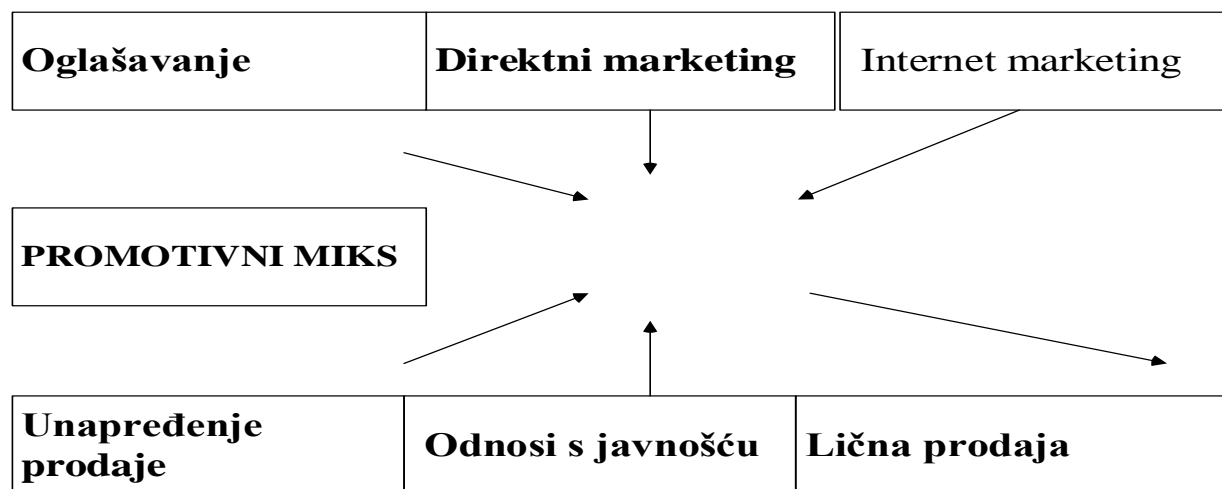 Oglašavanje
Direktni marketing
Internet marketing
PROMOTIVNI MIKS
Unapređenje
prodaje
Odnosi s javnošću
Lična prodaja